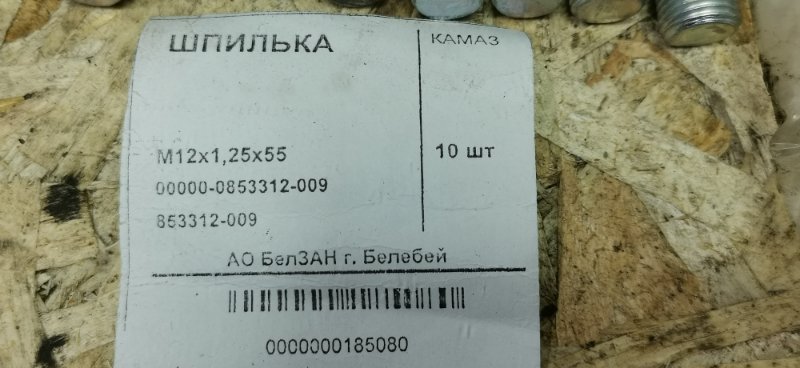 ШПИЛЬКА
КАМАЗ
М12х1,25х55
10 шт
00000-0853312-009
853312-009
АО БелЗАН г. Белебей
0000000185080